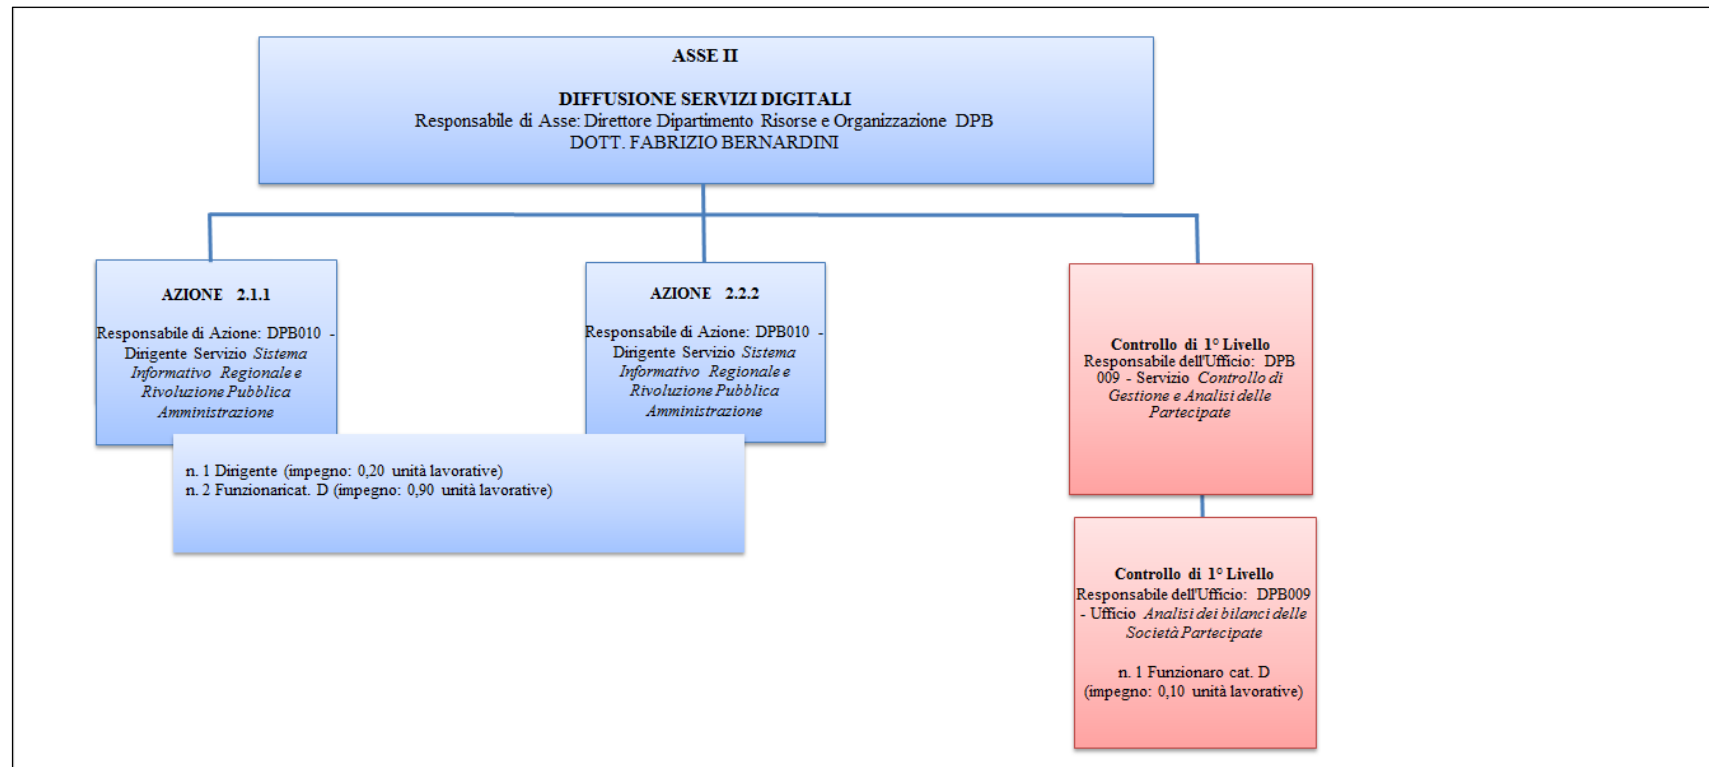 ASSE II
DIFFUSIONE SERVIZI DIGITALI
Responsabile di Asse: Direttore Dipartimento Risorse e Organizzazione DPB
DOTT. FABRIZIO BERNARDINI
AZIONE 2.1.1
Responsabile di Azione: DPB010 -
Dirigente Servizio Sistema
Informativo Regionale e
Rivoluzione Pubblica
Amministrazione
AZIONE 2.2.2
Responsabile di Azione: DPB010 -
Dirigente Servizio Sistema
Informativo Regionale e
Rivoluzione Pubblica
Amministrazione
n. 1 Dirigente (impegno: 0,20 unità lavorative)
n. 2 Funzionaricat. D (impegno: 0,90 unità lavorative)
Controllo di 1° Livello
Responsabile dell'Ufficio: DPB
009 - Servizio Controllo di
Gestione e Analisi delle
Partecipate
Controllo di 1° Livello
Responsabile dell'Ufficio: DPB009
- Ufficio Analisi dei bilanci delle
Società Partecipate
n. 1 Funzionaro cat. D
(impegno: 0,10 unità lavorative)